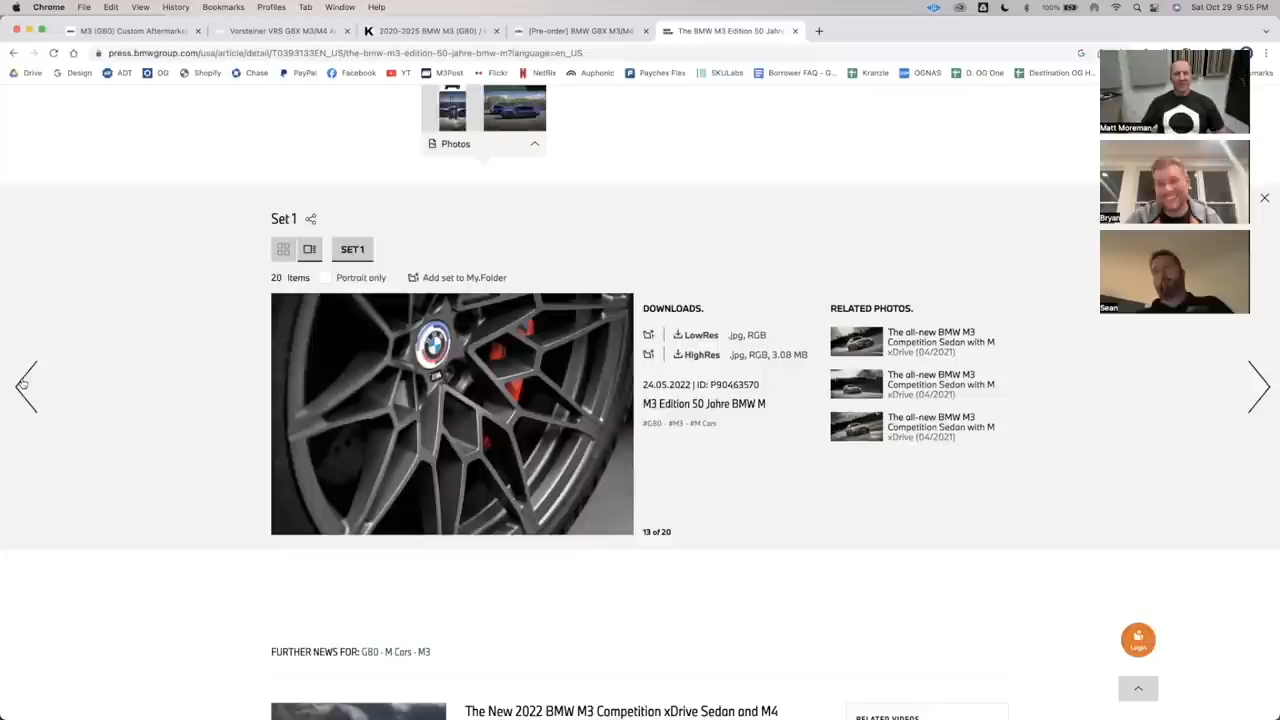 Chrome File Edit View History Bookmarks Profiles Tab Window Help
Sat Oct 29 9:55 PM
M3 (G80) Custom Aftermarke
Vorsteiner VRS G8X M3/M4 A
2020-2025 BMW M3 (G80) /
[Pre-order] BMW G8X M3/M4
The BMW M3 Edition 50 Jahre
press.bmwgroup.com/usa/article/detail/T0393133EN_US/the-bmw-m3-edition-50-jahre-bmw-m?language=en_US
Drive Design ADT OG Shopify Chase PayPal Facebook YT M3Post Flickr Netflix Auphonic Paychex Flex SKULabs Borrower FAQ - G... Kranzle OGNAS D. OG One Destination OG H...
Matt Moreman
Bryan
Sean
Photos
Set 1
SET 1
20 Items Portrait only Add set to My.Folder
DOWNLOADS.
LowRes .jpg, RGB
HighRes .jpg, RGB, 3.08 MB
24.05.2022 | ID: P90463570
M3 Edition 50 Jahre BMW M
#G80 · #M3 · #M Cars
13 of 20
RELATED PHOTOS.
The all-new BMW M3
Competition Sedan with M
xDrive (04/2021)
The all-new BMW M3
Competition Sedan with M
xDrive (04/2021)
The all-new BMW M3
Competition Sedan with M
xDrive (04/2021)
Login
FURTHER NEWS FOR: G80 · M Cars · M3
The New 2022 BMW M3 Competition xDrive Sedan and M4
RELATED VIDEOS